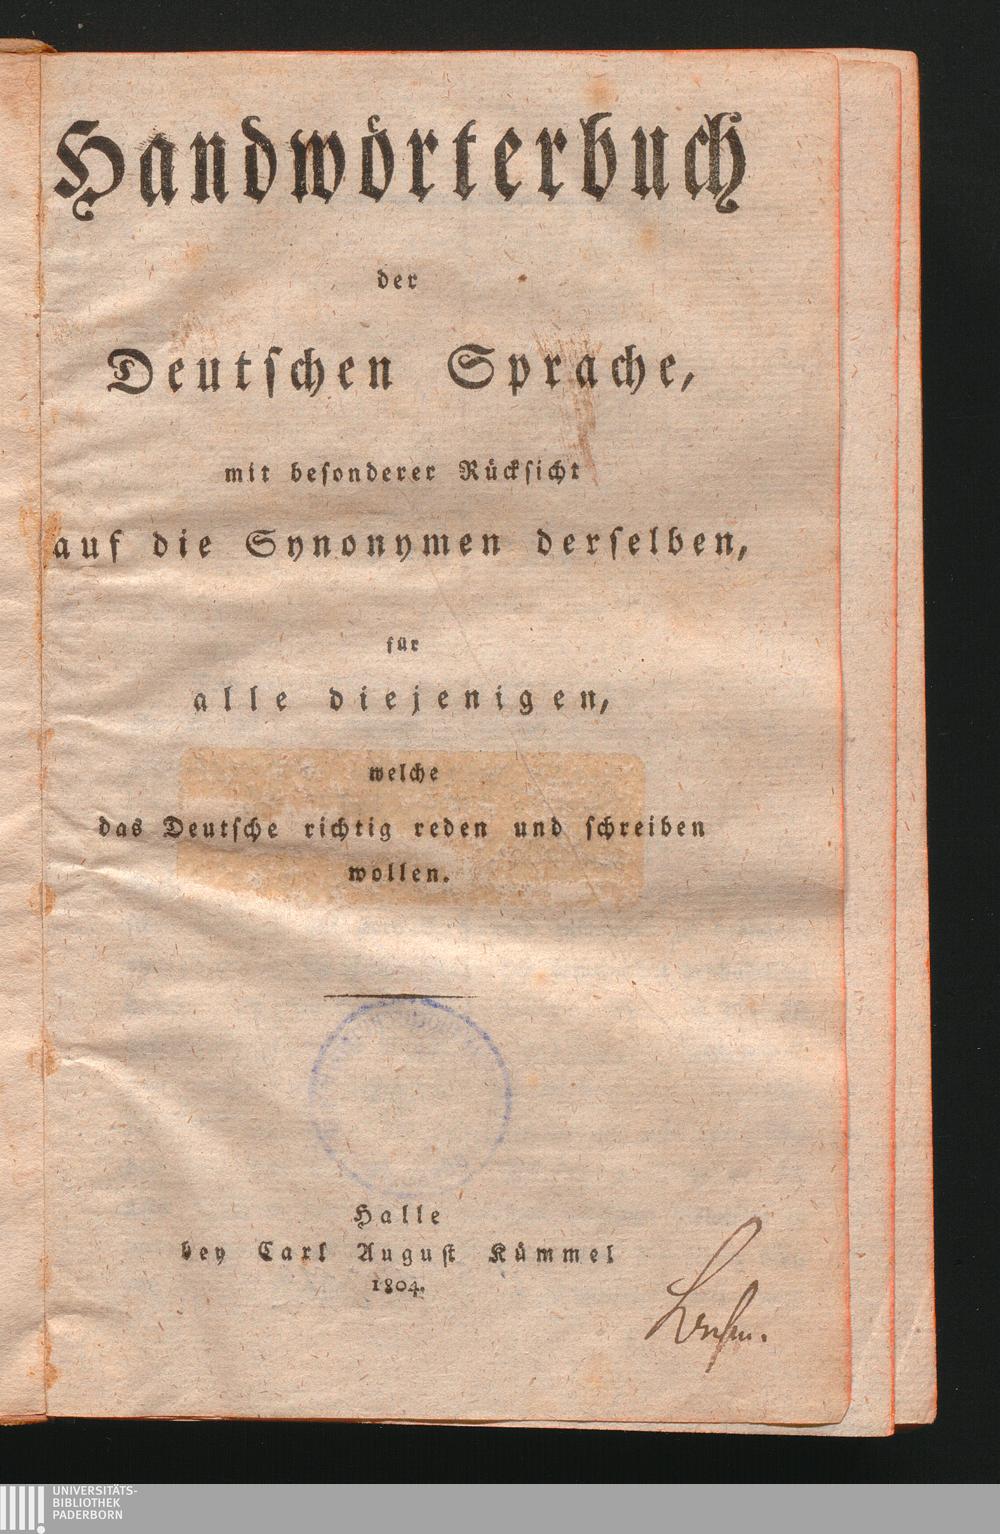 Handwörterbuch
der
Deutſchen Sprache,
mit beſonderer Rückſicht
auf die Synonymen derſelben,
für
alle diejenigen,
welche
das Deutſche richtig reden und ſchreiben
wollen.
Halle
bey Carl Auguſt Kümmel
1804.
UNIVERSITÄTS-
BIBLIOTHEK
PADERBORN